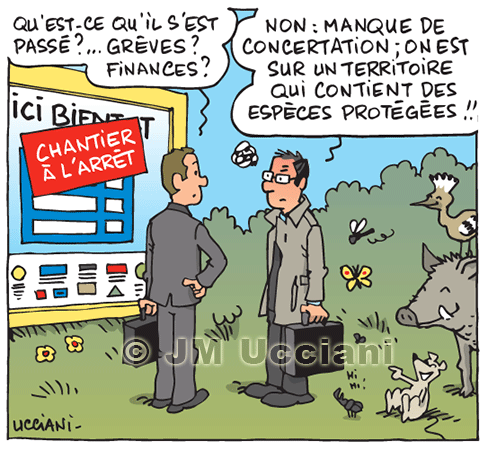 QU'EST-CE QU'IL S'EST
PASSÉ?... GRÈVES?
FINANCES?
NON : MANQUE DE
CONCERTATION ; ON EST
SUR UN TERRITOIRE
QUI CONTIENT DES
ESPÈCES PROTÉGÉES !!
ICI BIENT T
CHANTIER
À L'ARRÊT
© JM Ucciani
HI
HI!
UCCIANI-